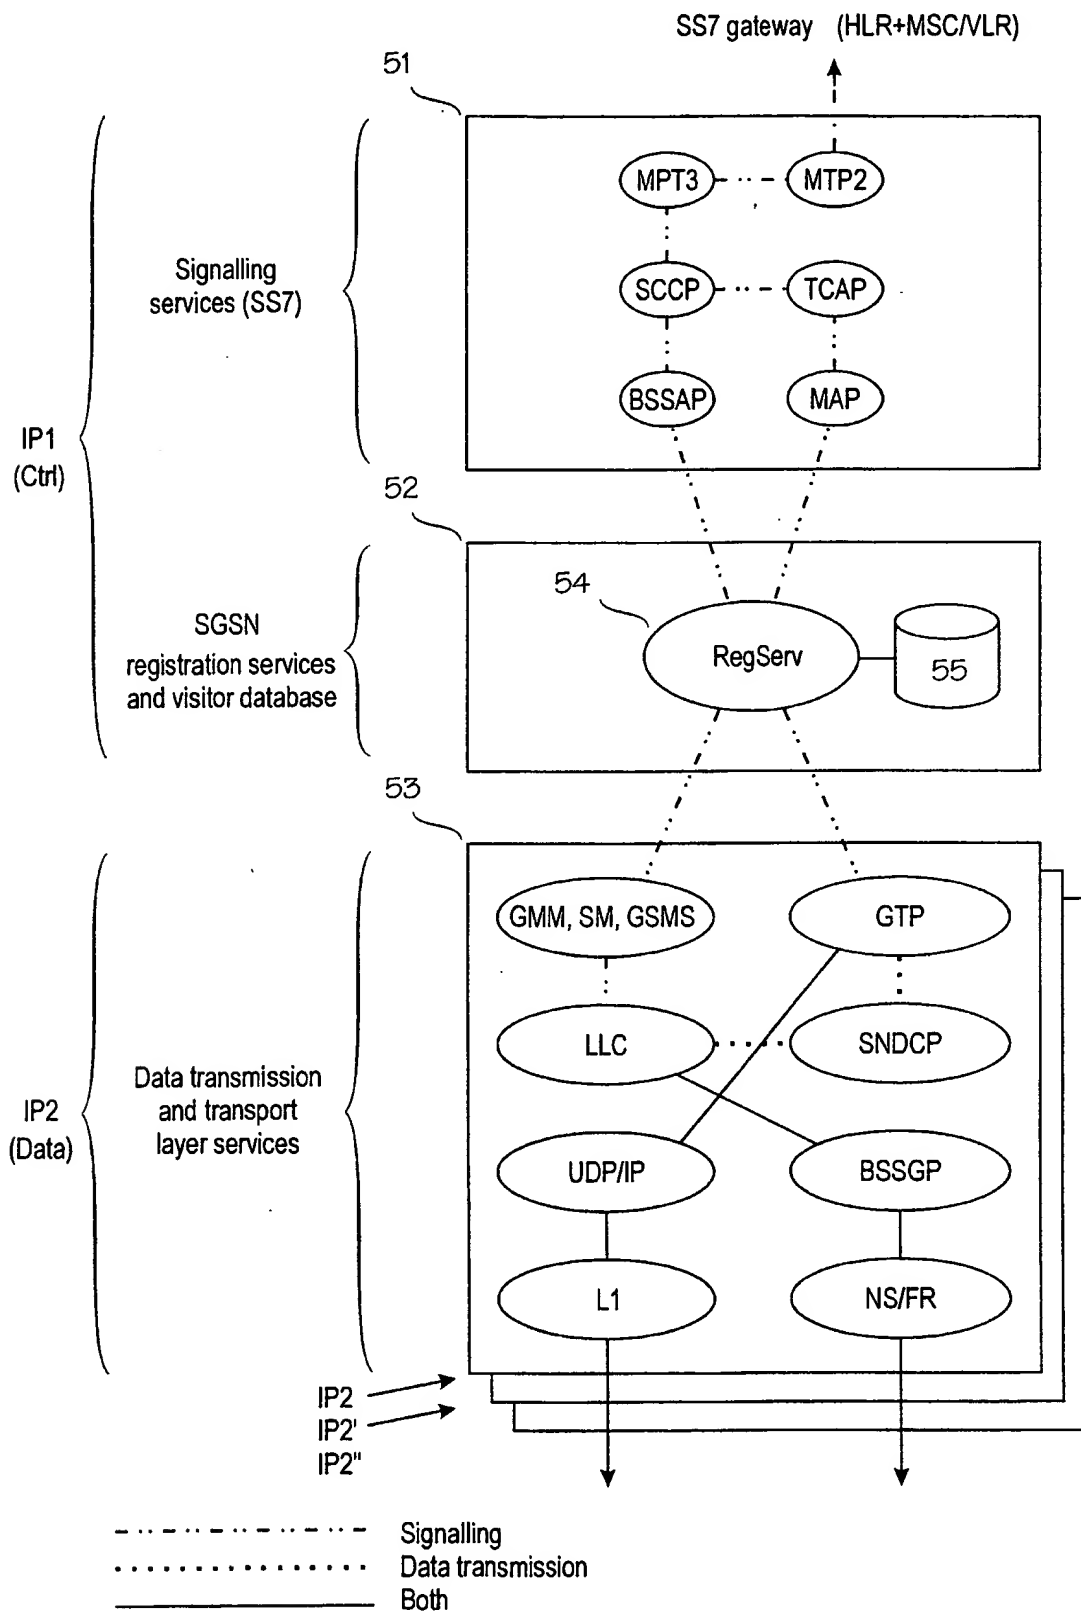 SS7 gateway (HLR+MSC/VLR)
51
MPT3
MTP2
Signalling
services (SS7)
SCCP
TCAP
BSSAP
MAP
IP1
(Ctrl)
52
54
SGSN
registration services
and visitor database
RegServ
55
53
GMM, SM, GSMS
GTP
LLC
SNDCP
Data transmission
and transport
layer services
IP2
(Data)
UDP/IP
BSSGP
L1
NS/FR
IP2
IP2'
IP2"
Signalling
Data transmission
Both